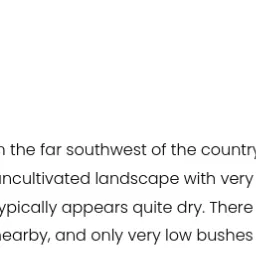 the far southwest of the country
uncultivated landscape with very
typically appears quite dry. There
nearby, and only very low bushes